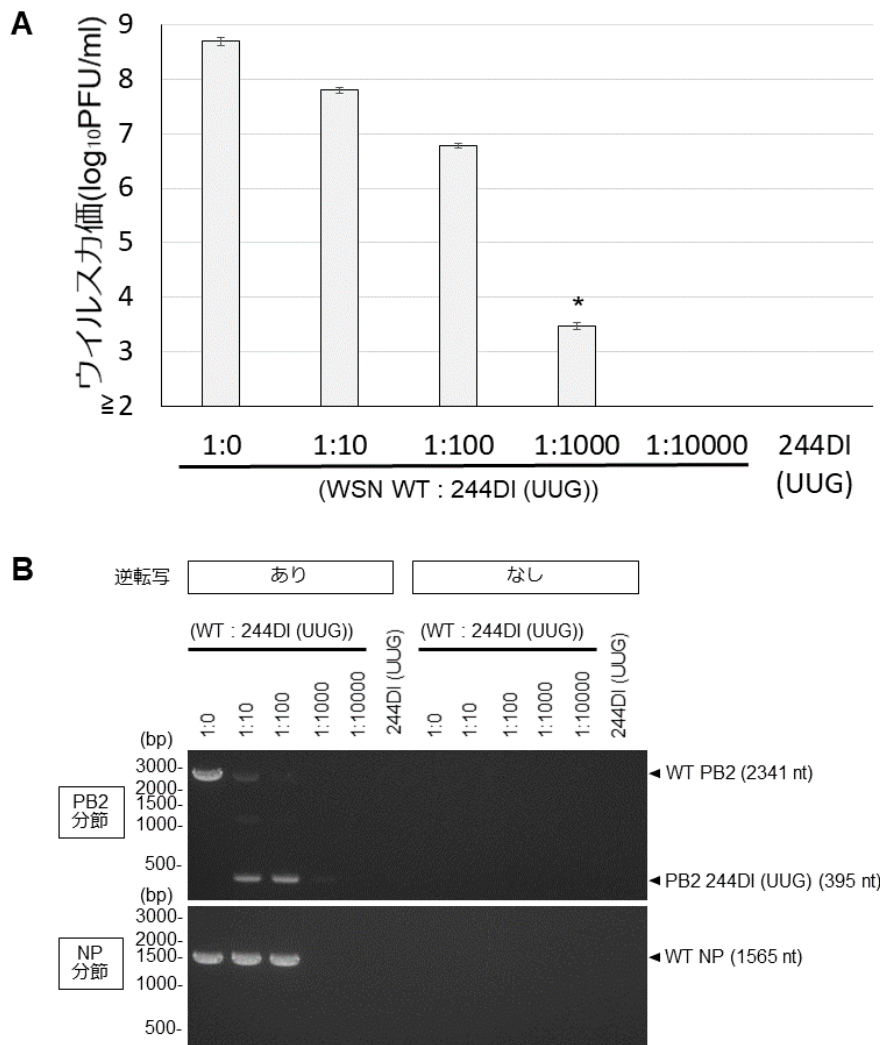 A
ウイルス力価(log₁₀PFU/ml)
9
8
7
6
5
4
3
≦2
*
1:0 1:10 1:100 1:1000 1:10000 244DI (UUG)
(WSN WT : 244DI (UUG))
B
逆転写 あり なし
(WT : 244DI (UUG)) (WT : 244DI (UUG))
1:0 1:10 1:100 1:1000 1:10000 244DI (UUG) 1:0 1:10 1:100 1:1000 1:10000 244DI (UUG)
(bp)
3000-
2000-
1500-
1000-
500-
PB2
分節
◄ WT PB2 (2341 nt)
◄ PB2 244DI (UUG) (395 nt)
(bp)
3000-
2000-
1500-
1000-
500-
NP
分節
◄ WT NP (1565 nt)